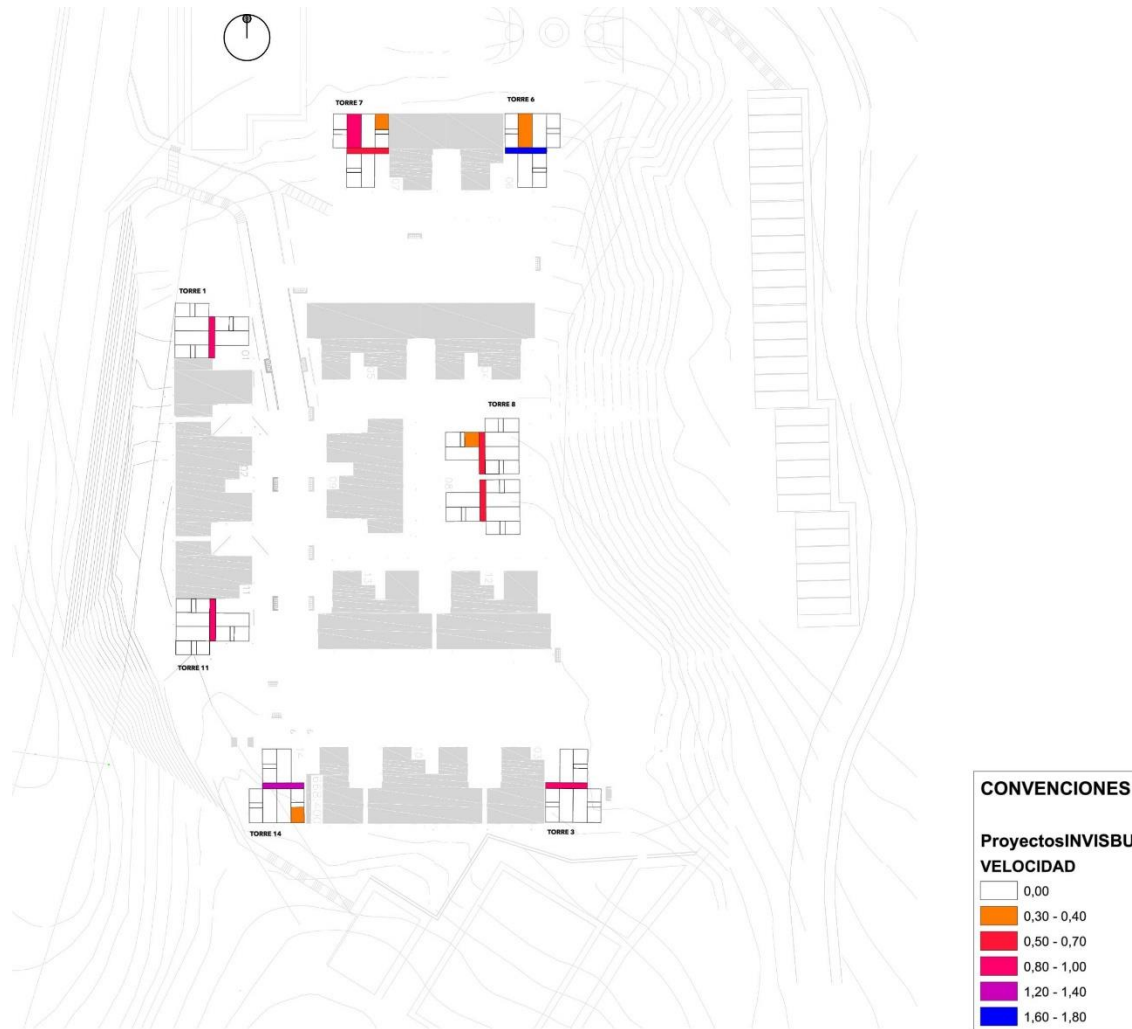 TORRE 7
TORRE 6
TORRE 1
TORRE 8
TORRE 11
TORRE 14
TORRE 3
CONVENCIONES
ProyectosINVISBU
VELOCIDAD
0,00
0,30 - 0,40
0,50 - 0,70
0,80 - 1,00
1,20 - 1,40
1,60 - 1,80